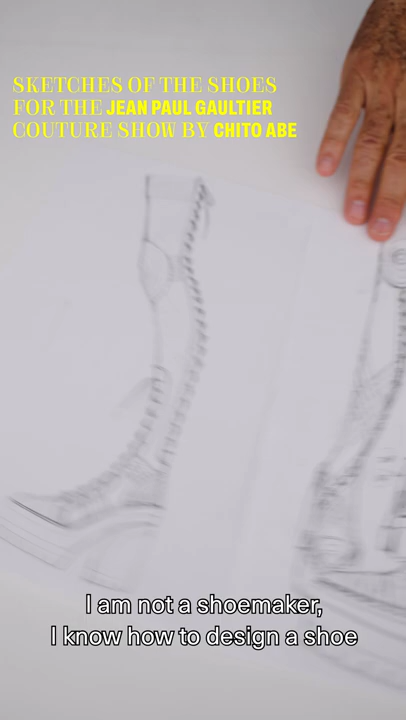 SKETCHES OF THE SHOES
FOR THE JEAN PAUL GAULTIER
COUTURE SHOW BY CHITO ABE
I am not a shoemaker,
I know how to design a shoe